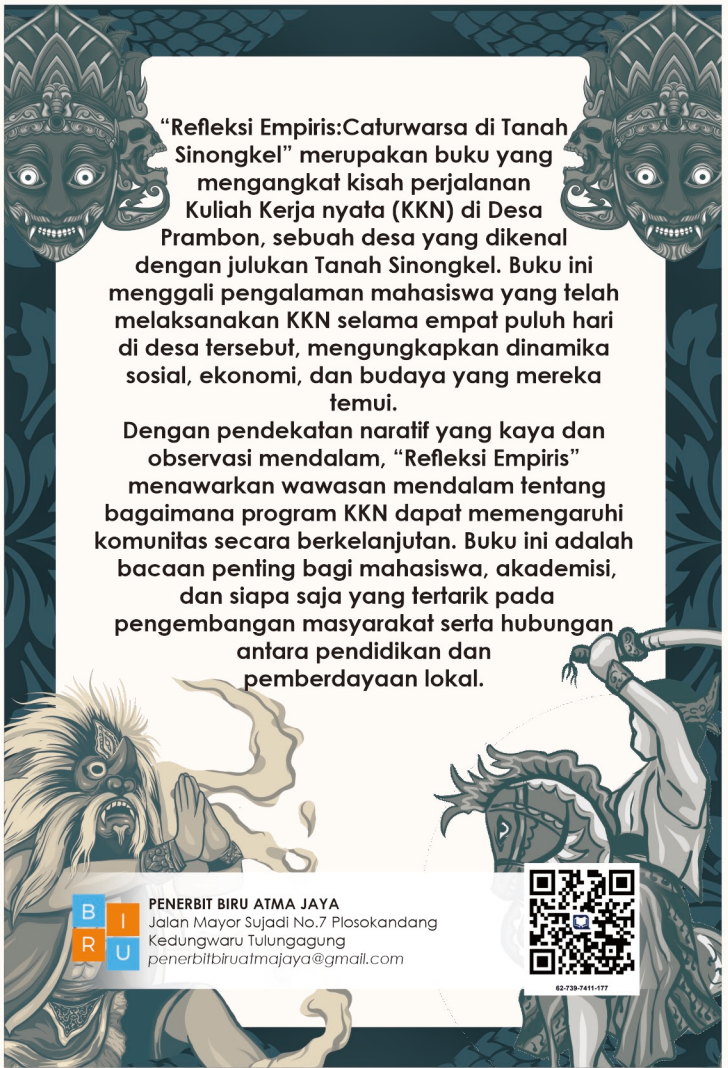 “Refleksi Empiris:Caturwarsa di Tanah
Sinongkel” merupakan buku yang
mengangkat kisah perjalanan
Kuliah Kerja nyata (KKN) di Desa
Prambon, sebuah desa yang dikenal
dengan julukan Tanah Sinongkel. Buku ini
menggali pengalaman mahasiswa yang telah
melaksanakan KKN selama empat puluh hari
di desa tersebut, mengungkapkan dinamika
sosial, ekonomi, dan budaya yang mereka
temui.
Dengan pendekatan naratif yang kaya dan
observasi mendalam, “Refleksi Empiris”
menawarkan wawasan mendalam tentang
bagaimana program KKN dapat memengaruhi
komunitas secara berkelanjutan. Buku ini adalah
bacaan penting bagi mahasiswa, akademisi,
dan siapa saja yang tertarik pada
pengembangan masyarakat serta hubungan
antara pendidikan dan
pemberdayaan lokal.
BIRU
PENERBIT BIRU ATMA JAYA
Jalan Mayor Sujadi No.7 Plosokandang
Kedungwaru Tulungagung
penerbitbiruatmajaya@gmail.com
62-739-7411-177